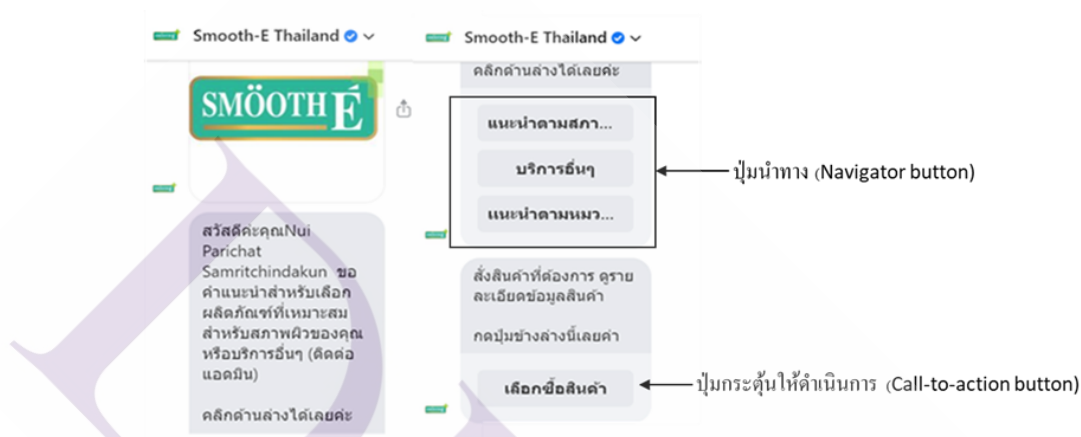 Smooth-E Thailand
SMÖOTH É
สวัสดีค่ะคุณNui
Parichat
Samritchindakun ขอ
คำแนะนำสำหรับเลือก
ผลิตภัณฑ์ที่เหมาะสม
สำหรับสภาพผิวของคุณ
หรือบริการอื่นๆ (ติดต่อ
แอดมิน)
คลิกด้านล่างได้เลยค่ะ
Smooth-E Thailand
คลิกด้านล่างได้เลยค่ะ
แนะนำตามสภา...
บริการอื่นๆ
แนะนำตามหมว...
ปุ่มนำทาง (Navigator button)
สั่งสินค้าที่ต้องการ ดูราย
ละเอียดข้อมูลสินค้า
กดปุ่มข้างล่างนี้เลยค่า
เลือกซื้อสินค้า
ปุ่มกระตุ้นให้ดำเนินการ (Call-to-action button)